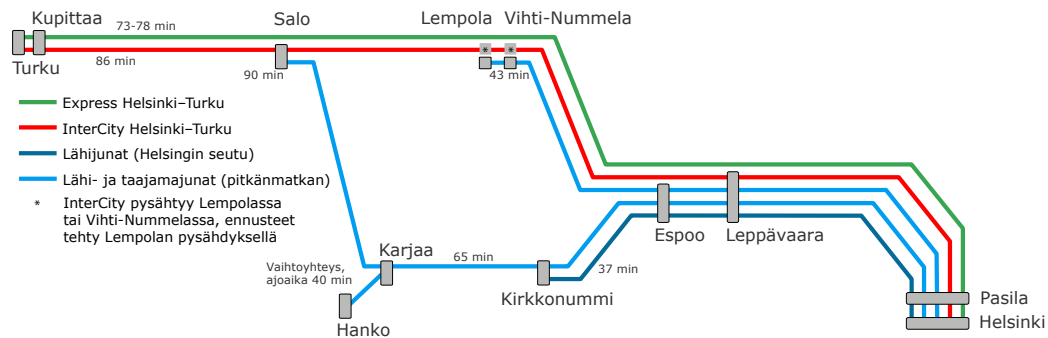 Kupittaa
73-78 min
Salo
Lempola
Vihti-Nummela
*
*
Turku
86 min
90 min
43 min
Express Helsinki–Turku
InterCity Helsinki–Turku
Lähijunat (Helsingin seutu)
Lähi- ja taajamajunat (pitkänmatkan)
* InterCity pysähtyy Lempolassa
tai Vihti-Nummelassa, ennusteet
tehty Lempolan pysähdyksellä
Espoo
Leppävaara
Karjaa
65 min
37 min
Vaihtoyhteys,
ajoaika 40 min
Kirkkonummi
Hanko
Pasila
Helsinki